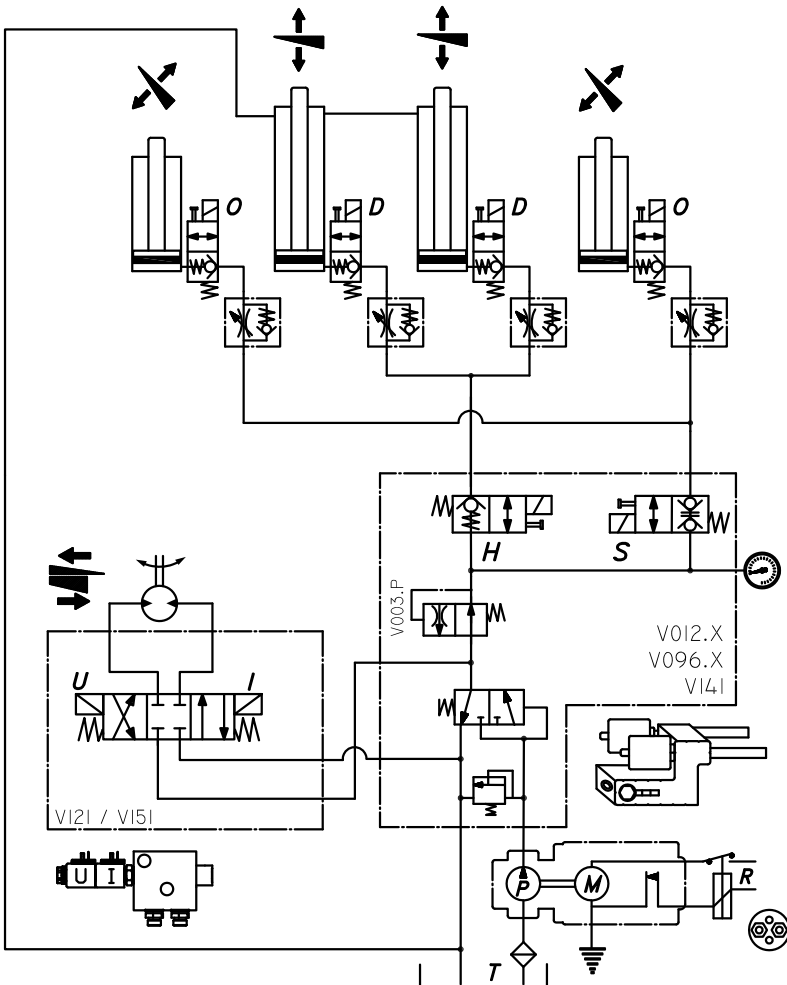 O
D
D
O
H
S
V003.P
V012.X
V096.X
V141
U
I
V121 / V151
U I
P
M
R
T